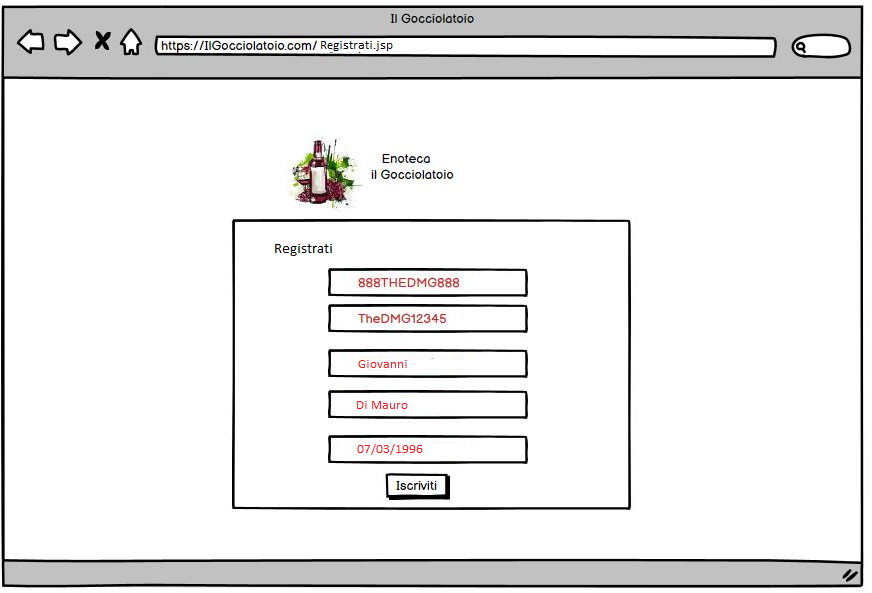 Il Gocciolatoio
https://IlGocciolatoio.com/ Registrati.jsp
Enoteca
il Gocciolatoio
Registrati
888THEDMG888
TheDMG12345
Giovanni
Di Mauro
07/03/1996
Iscriviti